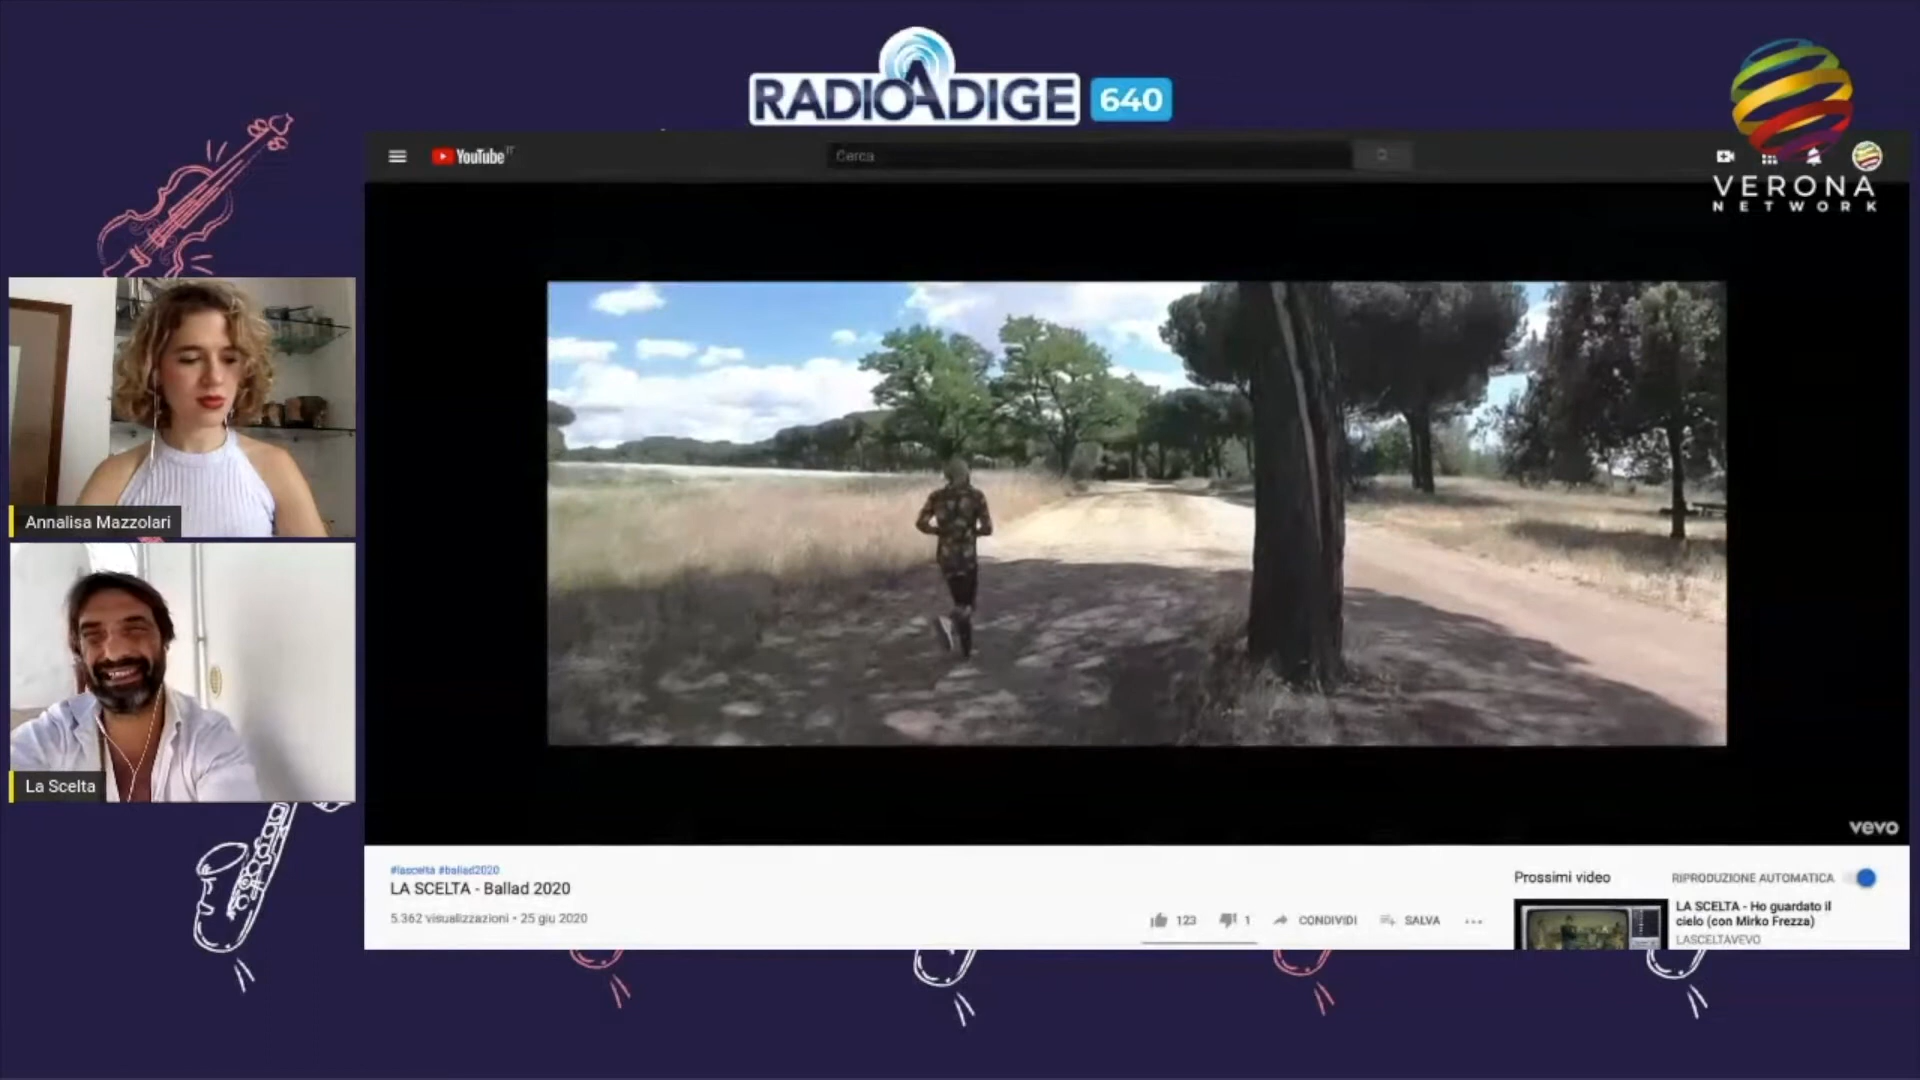 RADIOADIGE 640
YouTube IT
Cerca
VERONA
NETWORK
Annalisa Mazzolari
La Scelta
vevo
#lascelta #ballad2020
LA SCELTA - Ballad 2020
5.362 visualizzazioni • 25 giu 2020
123
1
CONDIVIDI
SALVA
Prossimi video
RIPRODUZIONE AUTOMATICA
LA SCELTA - Ho guardato il
cielo (con Mirko Frezza)
LASCELTAVEVO